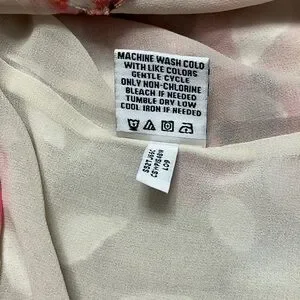 MACHINE WASH COLD
WITH LIKE COLORS
GENTLE CYCLE
ONLY NON-CHLORINE
BLEACH IF NEEDED
TUMBLE DRY LOW
COOL IRON IF NEEDED